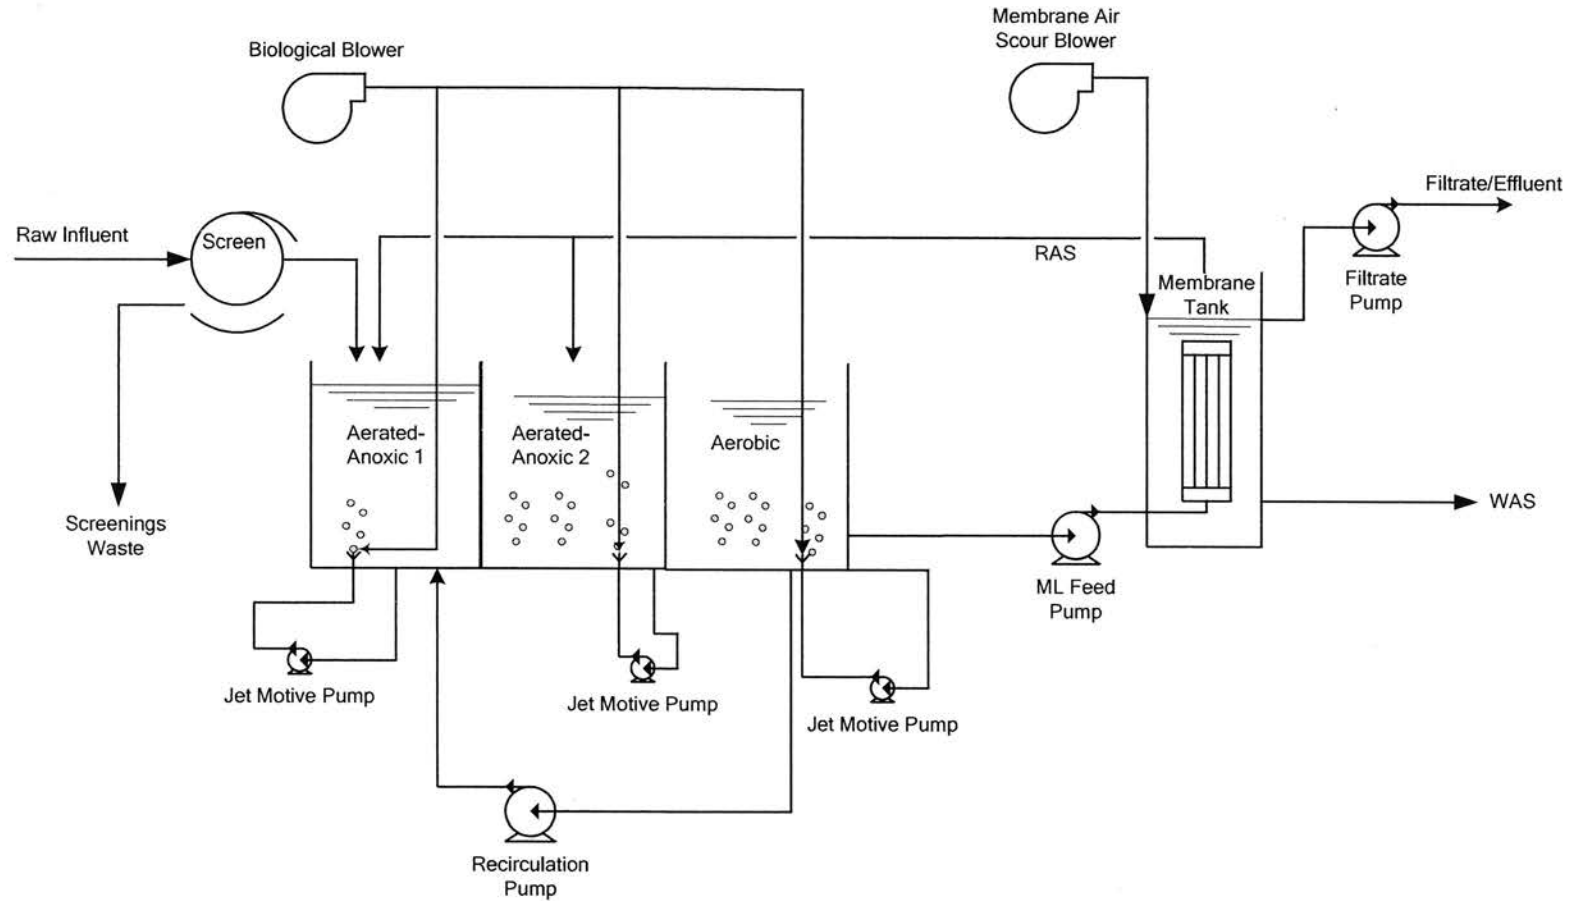 Membrane Air
Scour Blower
Biological Blower
Filtrate/Effluent
Raw Influent
Screen
RAS
Filtrate
Pump
Membrane
Tank
Aerated-
Anoxic 1
Aerated-
Anoxic 2
Aerobic
Screenings
Waste
WAS
ML Feed
Pump
Jet Motive Pump
Jet Motive Pump
Jet Motive Pump
Recirculation
Pump